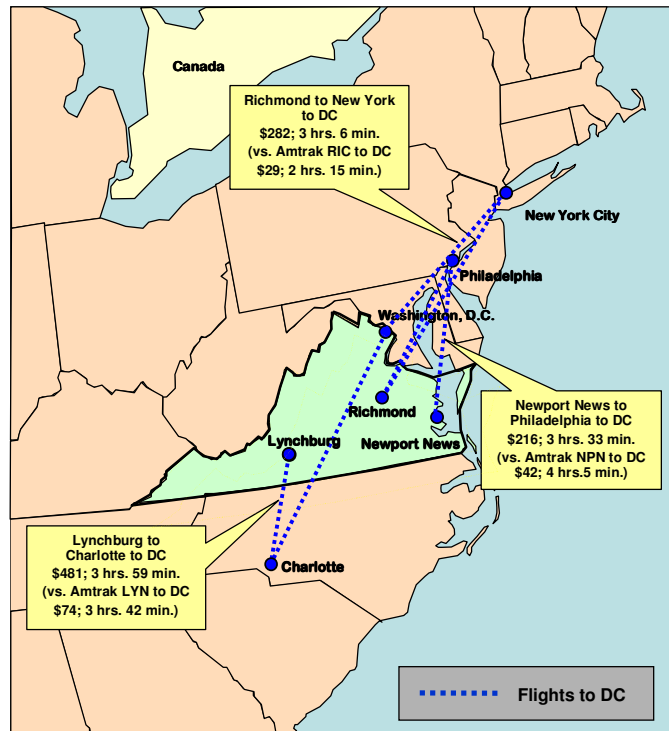 Canada
Richmond to New York
to DC
$282; 3 hrs. 6 min.
(vs. Amtrak RIC to DC
$29; 2 hrs. 15 min.)
New York City
Philadelphia
Washington, D.C.
Richmond
Newport News
Lynchburg
Newport News to
Philadelphia to DC
$216; 3 hrs. 33 min.
(vs. Amtrak NPN to DC
$42; 4 hrs.5 min.)
Lynchburg to
Charlotte to DC
$481; 3 hrs. 59 min.
(vs. Amtrak LYN to DC
$74; 3 hrs. 42 min.)
Charlotte
Flights to DC